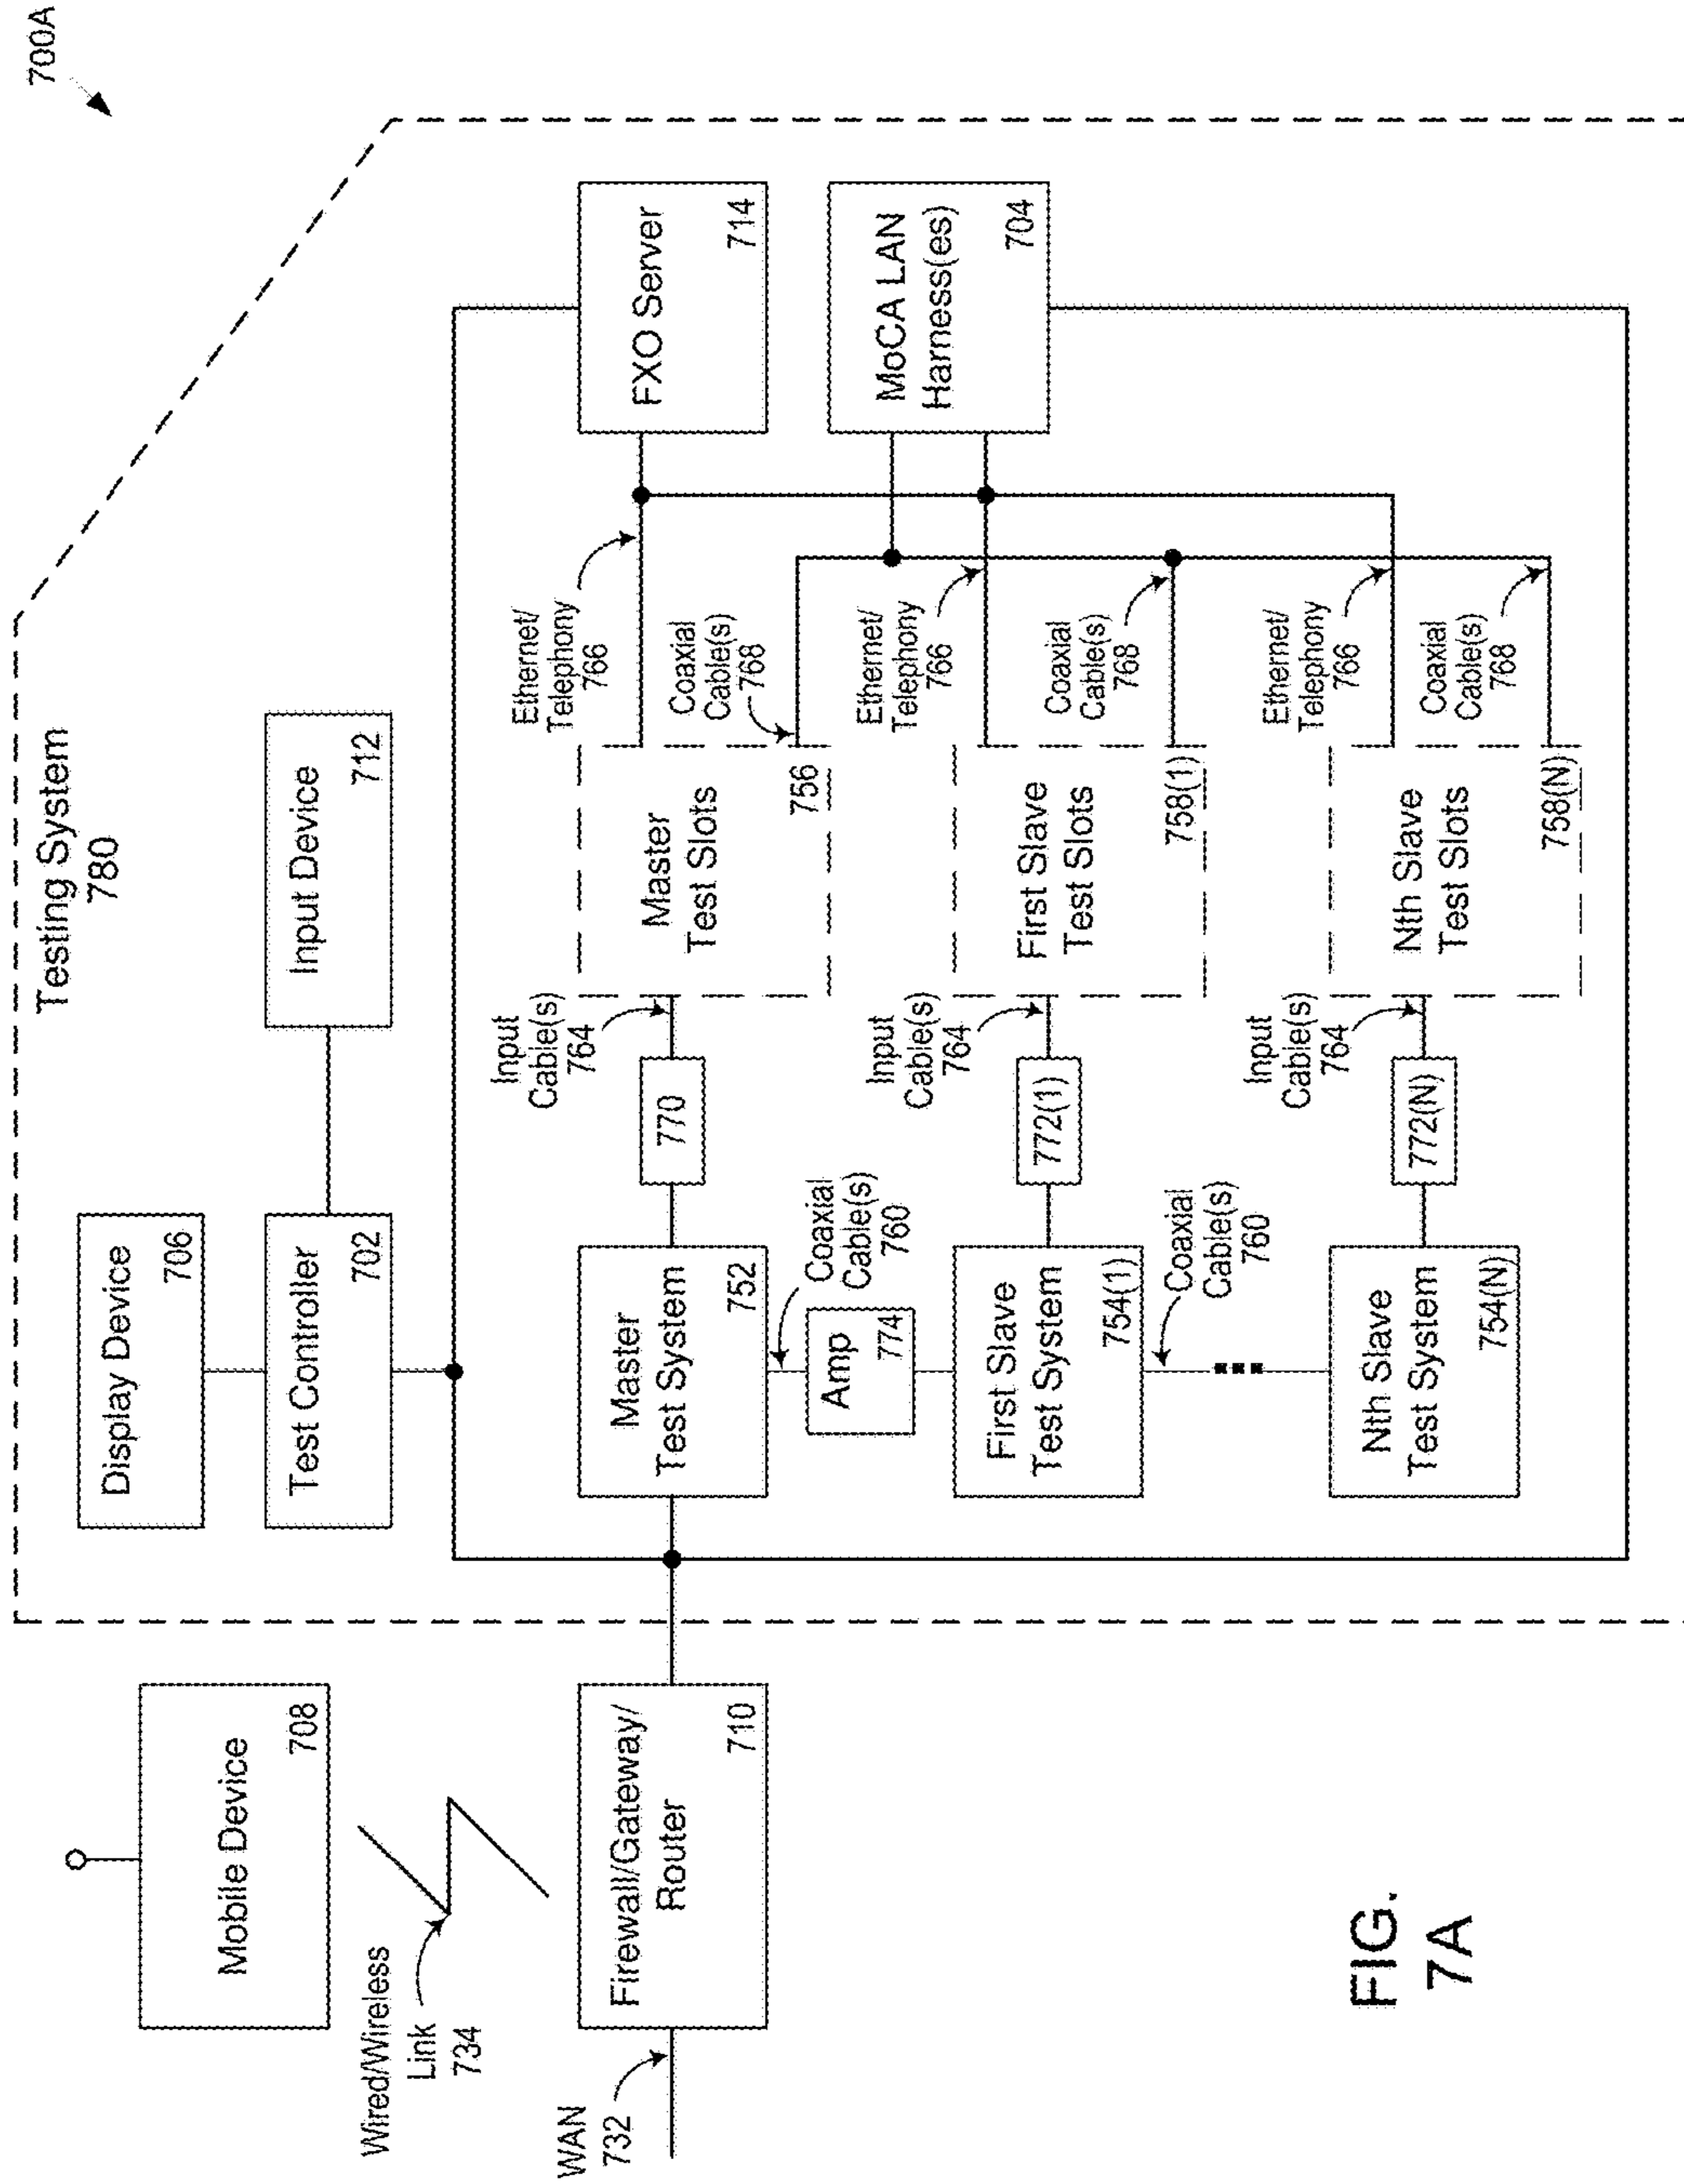 700A
Testing System
780
Display Device
706
Input Device
712
Test Controller
702
Mobile Device
708
Wired/Wireless
Link
734
WAN
732
Firewall/Gateway/
Router
710
Master
Test System
752
770
Input
Cable(s)
764
Master
Test Slots
756
Ethernet/
Telephony
766
Coaxial
Cable(s)
768
FXO Server
714
MoCA LAN
Harness(es)
704
Coaxial
Cable(s)
760
Amp
774
First Slave
Test System
754(1)
772(1)
Input
Cable(s)
764
First Slave
Test Slots
758(1)
Ethernet/
Telephony
766
Coaxial
Cable(s)
768
Coaxial
Cable(s)
760
Nth Slave
Test System
754(N)
772(N)
Input
Cable(s)
764
Nth Slave
Test Slots
758(N)
Ethernet/
Telephony
766
Coaxial
Cable(s)
768
FIG.
7A